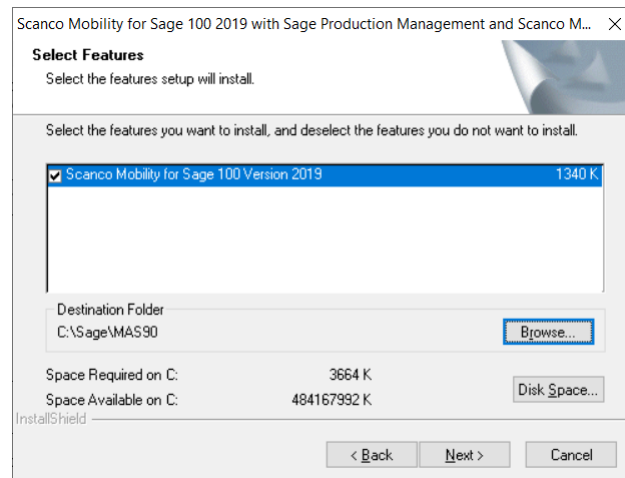 Scanco Mobility for Sage 100 2019 with Sage Production Management and Scanco M...
Select Features
Select the features setup will install.
Select the features you want to install, and deselect the features you do not want to install.
Scanco Mobility for Sage 100 Version 2019 1340 K
Destination Folder
C:\Sage\MAS90 Browse...
Space Required on C: 3664 K
Space Available on C: 484167992 K
Disk Space...
InstallShield
< Back Next > Cancel